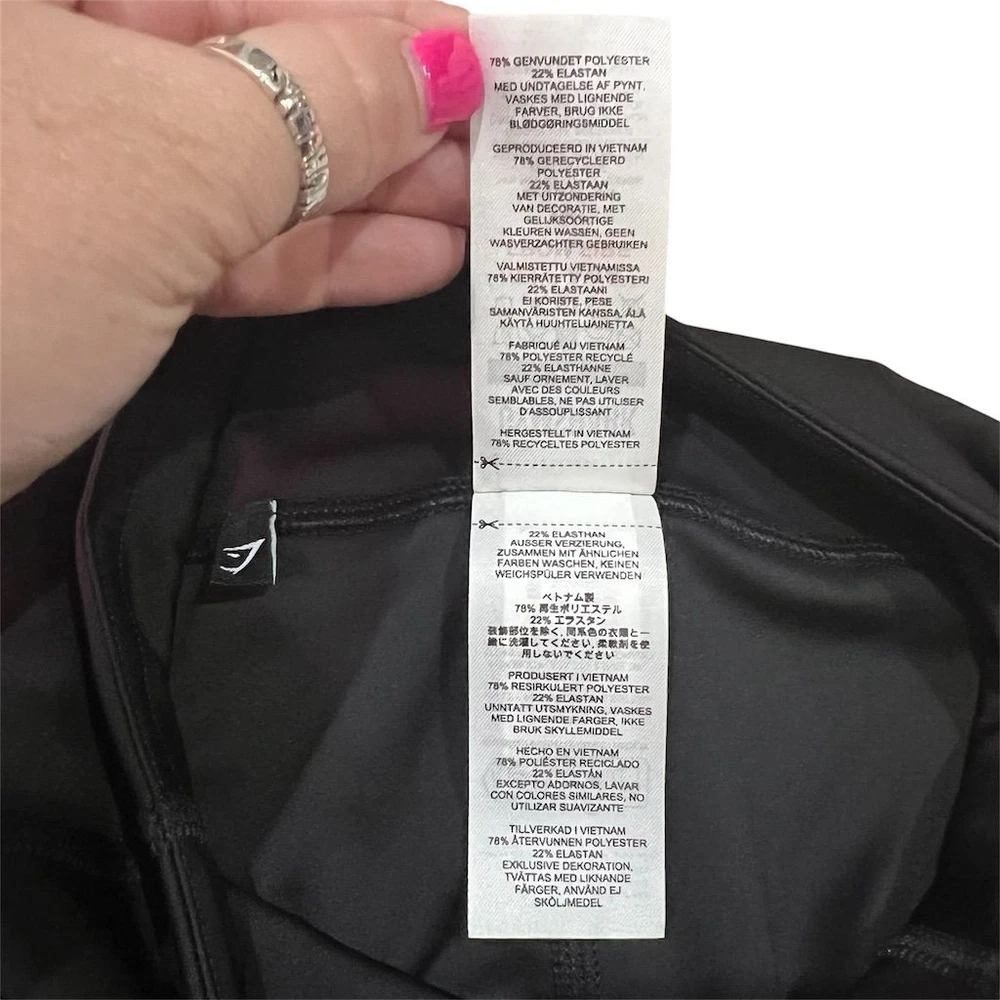 78% GENVUNDET POLYESTER
22% ELASTAN
MED UNDTAGELSE AF PYNT,
VASKES MED LIGNENDE
FARVER, BRUG IKKE
BLØDGØRINGSMIDDEL
GEPRODUCEERD IN VIETNAM
78% GERECYCLEERD
POLYESTER
22% ELASTAAN
MET UITZONDERING
VAN DECORATIE, MET
GELIJKSOORTIGE
KLEUREN WASSEN, GEEN
WASVERZACHTER GEBRUIKEN
VALMISTETTU VIETNAMISSA
78% KIERRÄTETTY POLYESTERI
22% ELASTAANI
EI KORISTE, PESE
SAMANVÄRISTEN KANSSA, ÄLÄ
KÄYTÄ HUUHTELUAINETTA
FABRIQUÉ AU VIETNAM
78% POLYESTER RECYCLÉ
22% ELASTHANNE
SAUF ORNEMENT, LAVER
AVEC DES COULEURS
SEMBLABLES, NE PAS UTILISER
D'ASSOUPLISSANT
HERGESTELLT IN VIETNAM
78% RECYCELTES POLYESTER
22% ELASTHAN
AUSSER VERZIERUNG,
ZUSAMMEN MIT ÄHNLICHEN
FARBEN WASCHEN, KEINEN
WEICHSPÜLER VERWENDEN
ベトナム製
78% 再生ポリエステル
22% エラスタン
装飾部位を除く, 同系色の衣類と一
緒に洗濯してください, 柔軟剤を使
用しないでください
PRODUSERT I VIETNAM
78% RESIRKULERT POLYESTER
22% ELASTAN
UNNTATT UTSMYKNING, VASKES
MED LIGNENDE FARGER, IKKE
BRUK SKYLLEMIDDEL
HECHO EN VIETNAM
78% POLIÉSTER RECICLADO
22% ELASTÁN
EXCEPTO ADORNOS, LAVAR
CON COLORES SIMILARES, NO
UTILIZAR SUAVIZANTE
TILLVERKAD I VIETNAM
78% ÅTERVUNNEN POLYESTER
22% ELASTAN
EXKLUSIVE DEKORATION,
TVÄTTAS MED LIKNANDE
FÄRGER, ANVÄND EJ
SKÖLJMEDEL